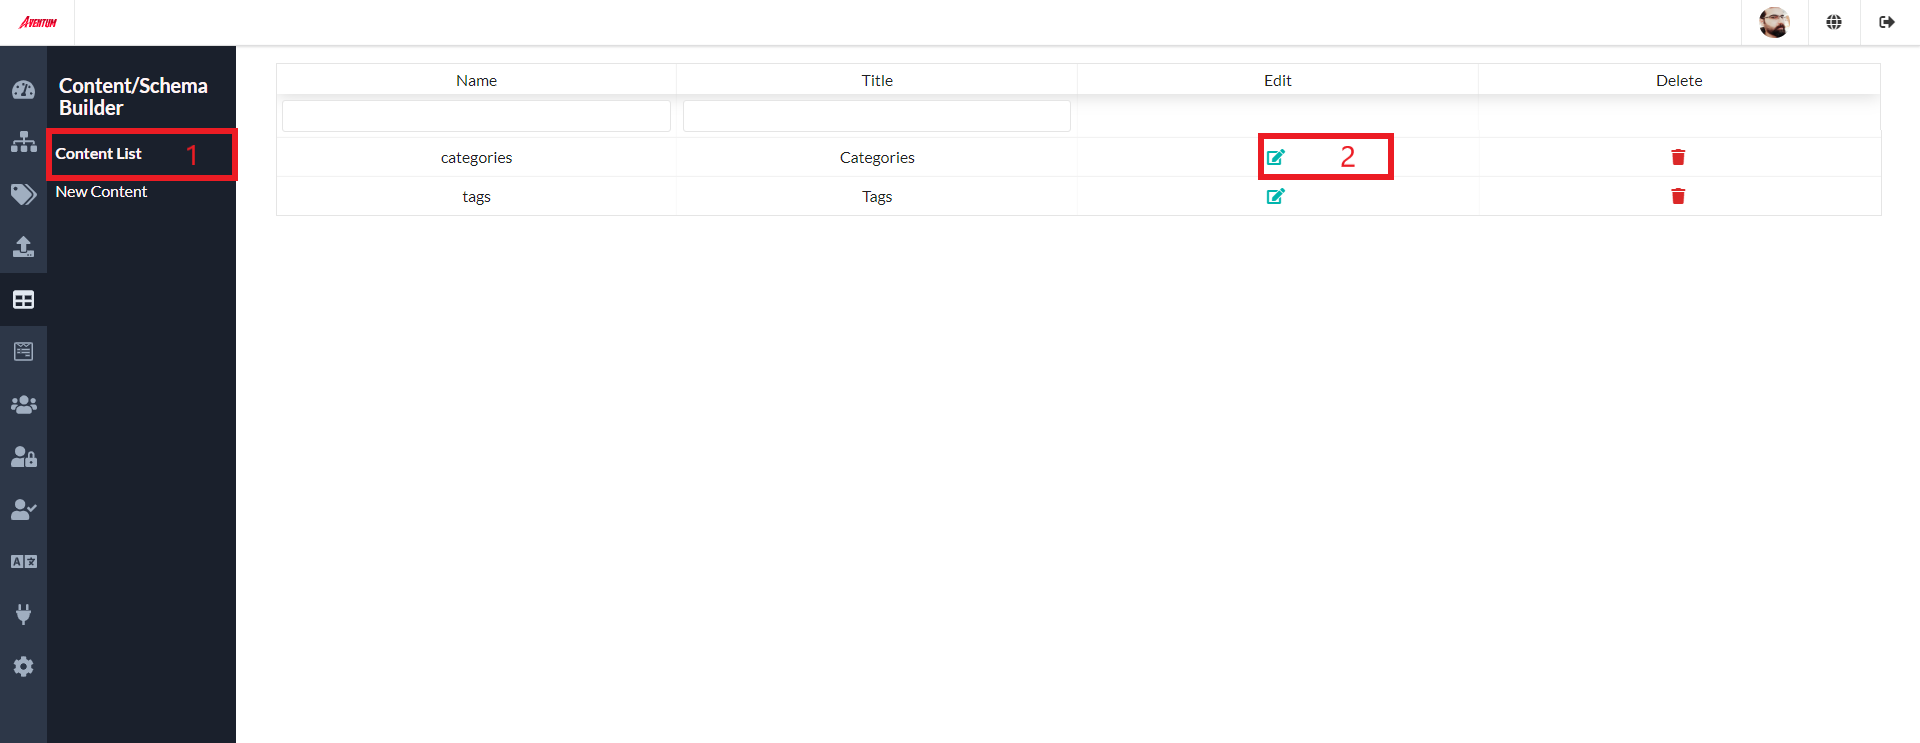 AVENTUM
Content/Schema
Builder
Content List 1
New Content
Name Title Edit Delete
categories Categories 2
tags Tags
A